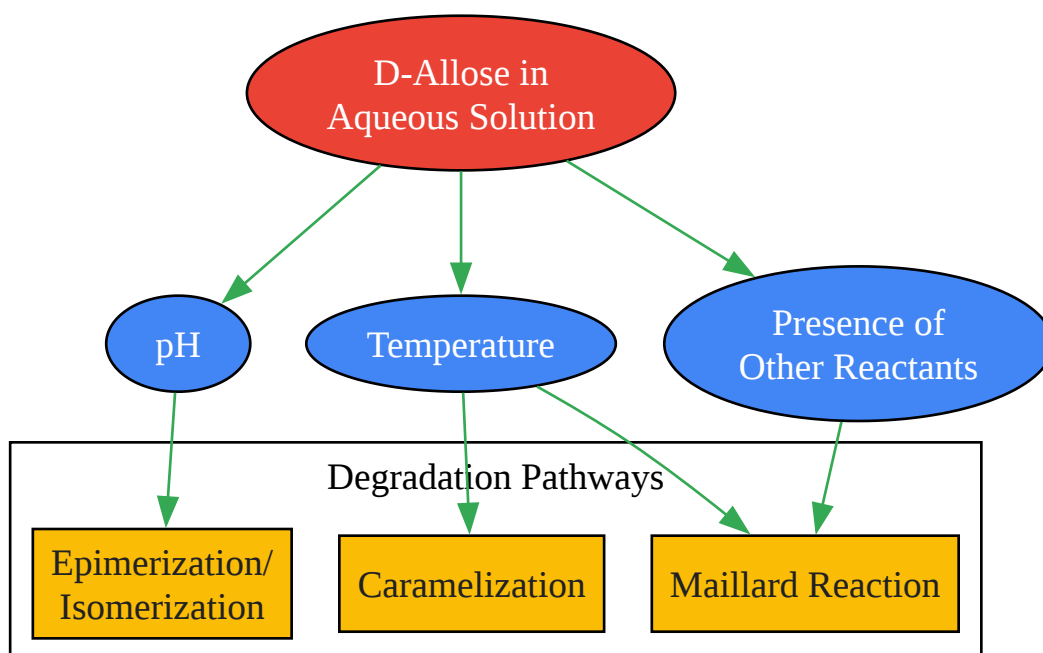 D-Allose in
Aqueous Solution
pH
Temperature
Presence of
Other Reactants
Degradation Pathways
Epimerization/
Isomerization
Caramelization
Maillard Reaction